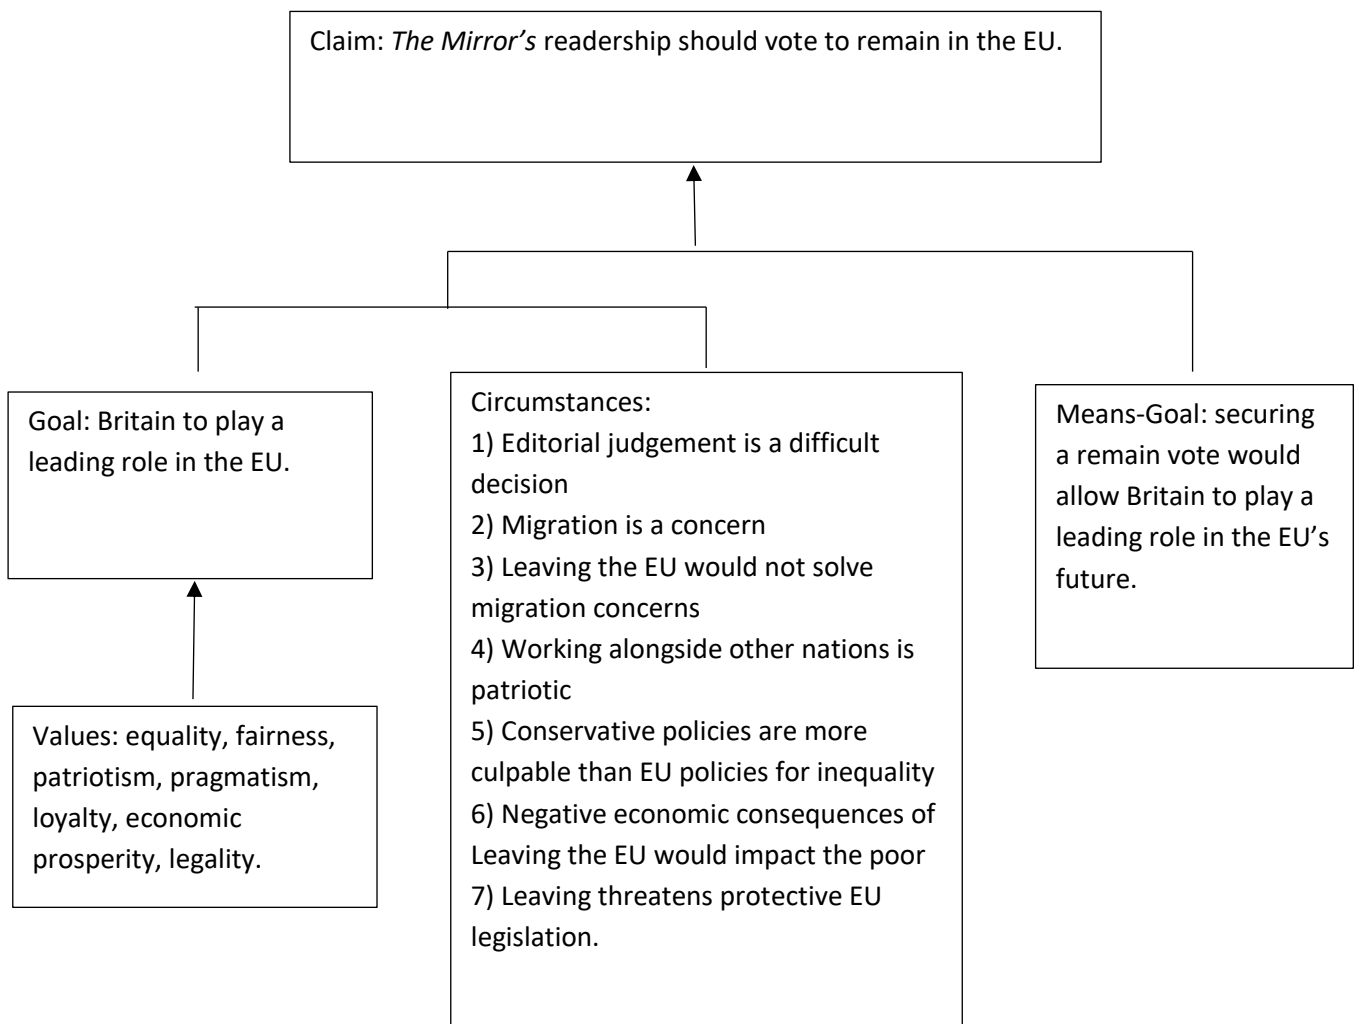 Claim: The Mirror's readership should vote to remain in the EU.
Goal: Britain to play a
leading role in the EU.
Values: equality, fairness,
patriotism, pragmatism,
loyalty, economic
prosperity, legality.
Circumstances:
1) Editorial judgement is a difficult
decision
2) Migration is a concern
3) Leaving the EU would not solve
migration concerns
4) Working alongside other nations is
patriotic
5) Conservative policies are more
culpable than EU policies for inequality
6) Negative economic consequences of
Leaving the EU would impact the poor
7) Leaving threatens protective EU
legislation.
Means-Goal: securing
a remain vote would
allow Britain to play a
leading role in the EU's
future.